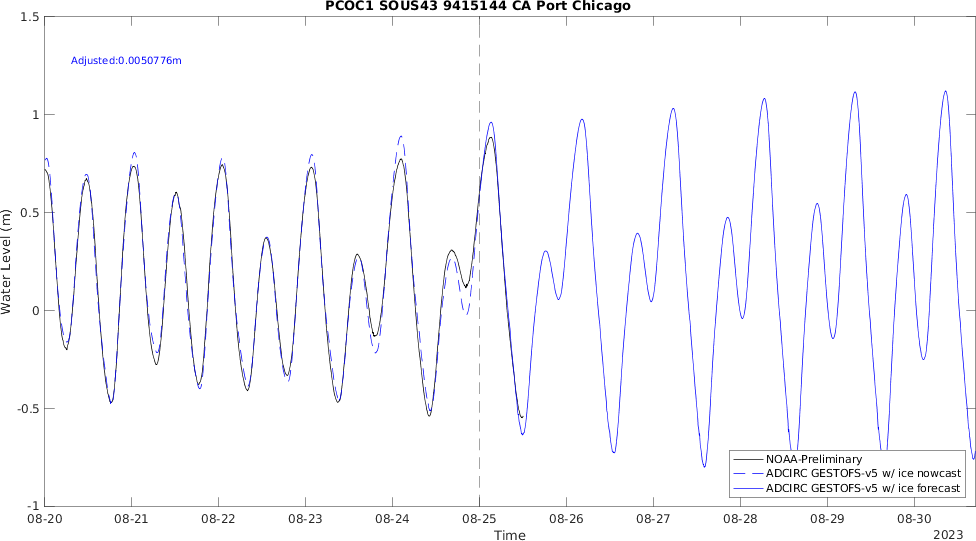 PCOC1 SOUS43 9415144 CA Port Chicago
1.5
Adjusted:0.0050776m
1
0.5
Water Level (m)
0
-0.5
NOAA-Preliminary
ADCIRC GESTOFS-v5 w/ ice nowcast
ADCIRC GESTOFS-v5 w/ ice forecast
-1
08-20 08-21 08-22 08-23 08-24 08-25 08-26 08-27 08-28 08-29 08-30
Time
2023